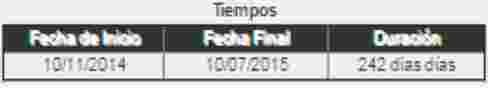 Tiempos
Fecha de Inicio Fecha Final Duración
10/11/2014 10/07/2015 242 días días